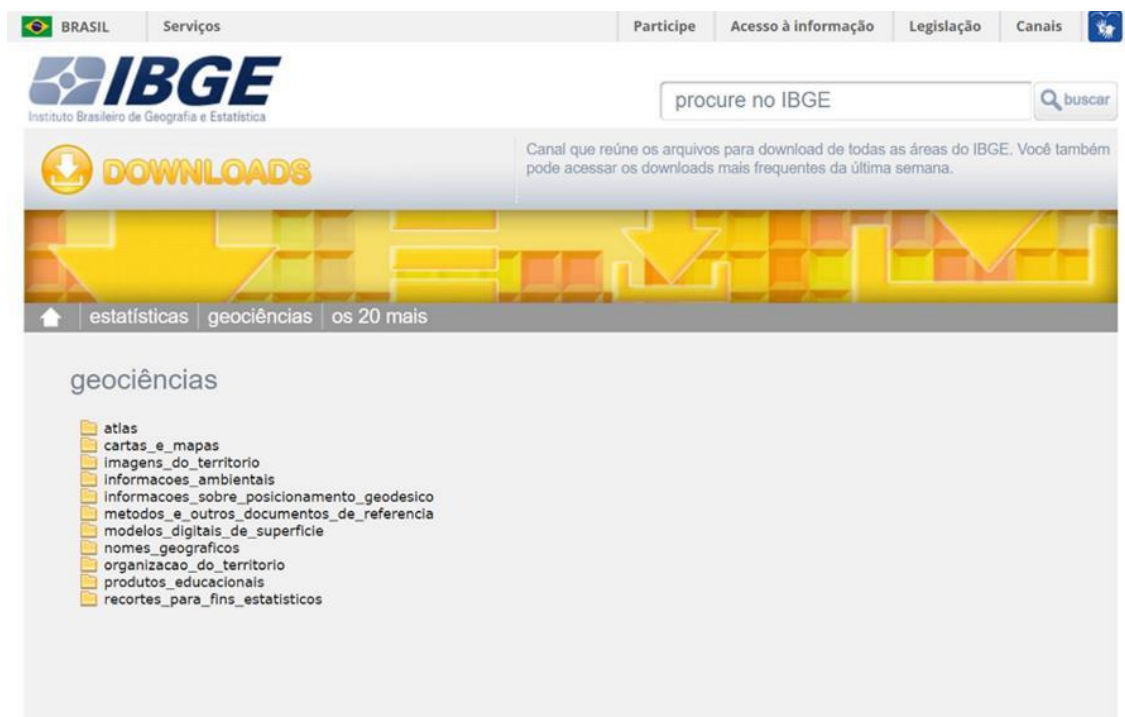 BRASIL Serviços Participe Acesso à informação Legislação Canais
IBGE
Instituto Brasileiro de Geografia e Estatística
procure no IBGE buscar
DOWNLOADS
Canal que reúne os arquivos para download de todas as áreas do IBGE. Você também
pode acessar os downloads mais frequentes da última semana.
estatísticas geociências os 20 mais
geociências
atlas
cartas_e_mapas
imagens_do_territorio
informacoes_ambientais
informacoes_sobre_posicionamento_geodesico
metodos_e_outros_documentos_de_referencia
modelos_digitais_de_superficie
nomes_geograficos
organizacao_do_territorio
produtos_educacionais
recortes_para_fins_estatisticos